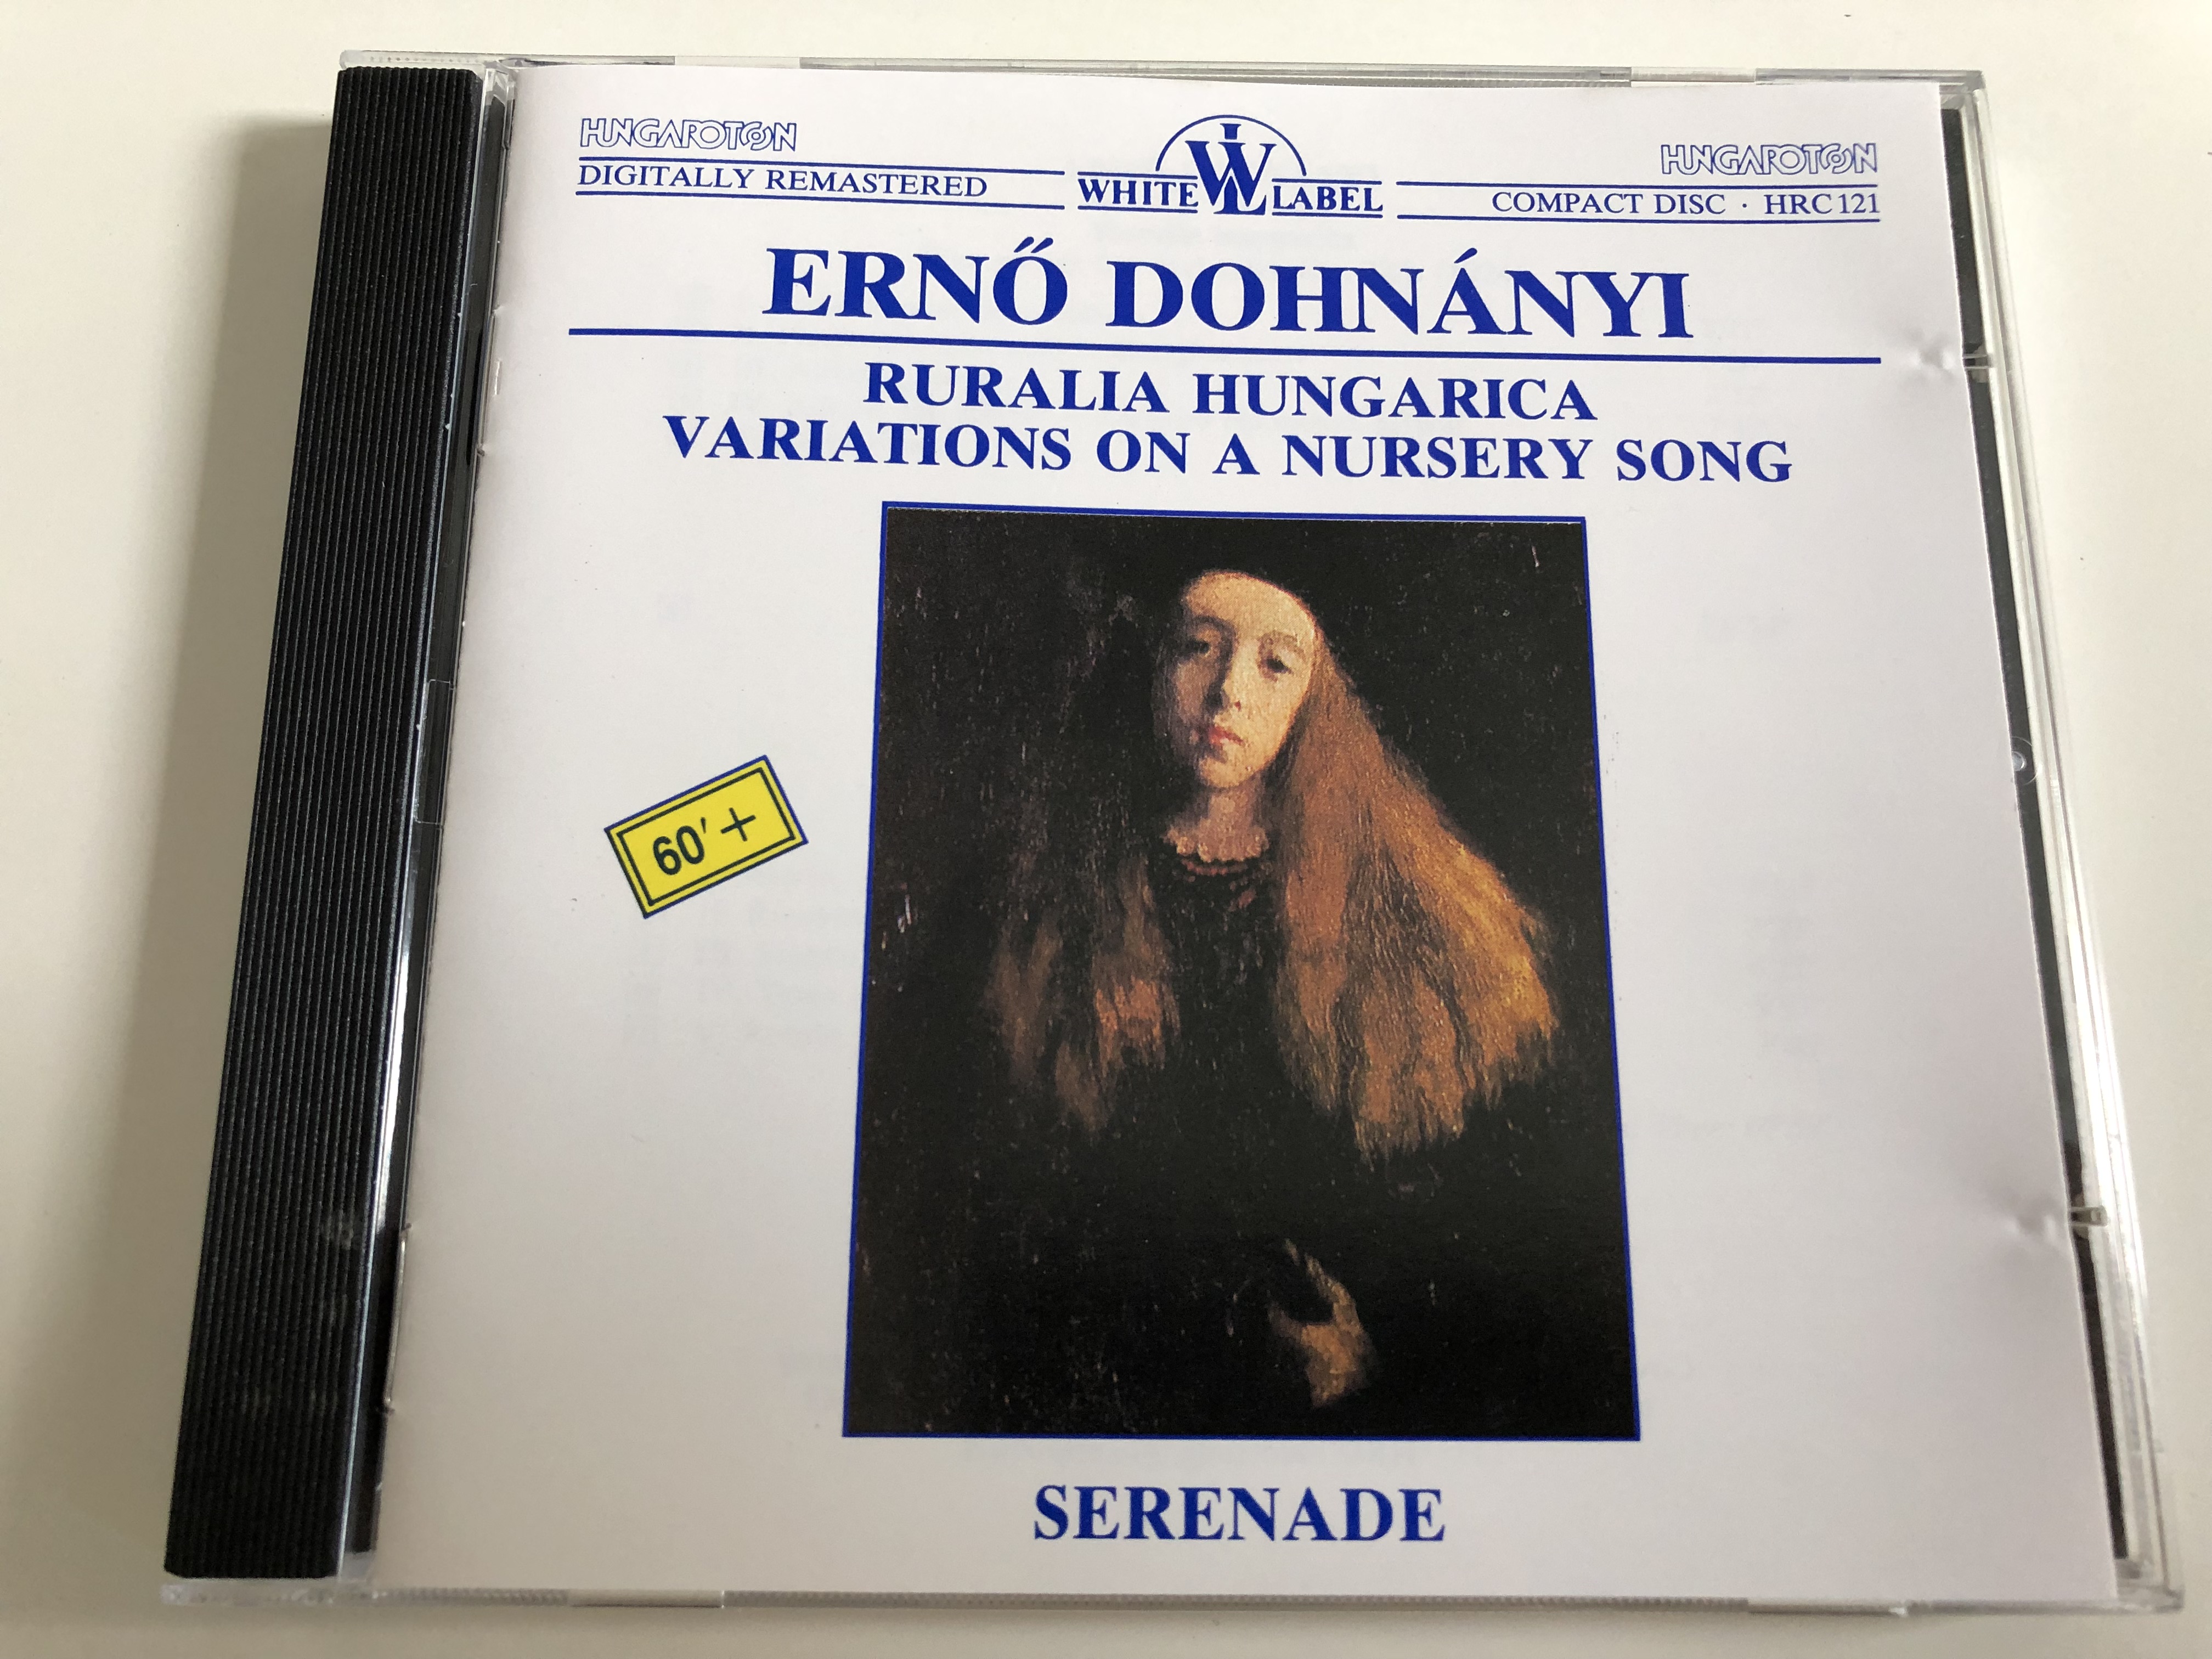 HUNGAROTON
HUNGAROTON
DIGITALLY REMASTERED
WL
WHITE LABEL
COMPACT DISC · HRC 121
ERNŐ DOHNÁNYI
RURALIA HUNGARICA
VARIATIONS ON A NURSERY SONG
60' +
SERENADE